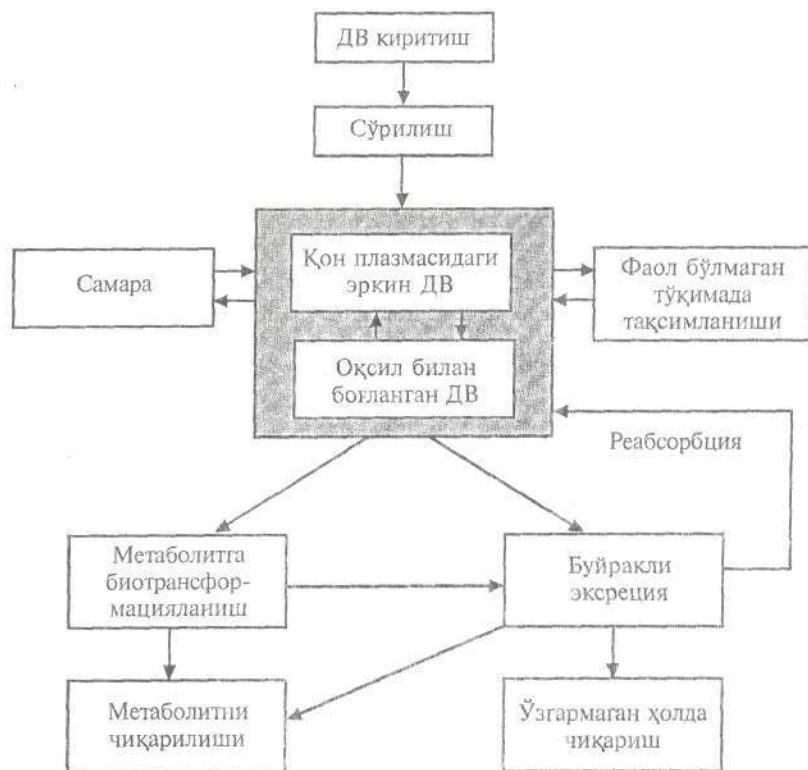 ДВ киритиш
Сўрилиш
Қон плазмасидаги
эркин ДВ
Самара
Фаол бўлмаган
тўқимада
тақсимланиши
Оқсил билан
боғланган ДВ
Реабсорбция
Метаболитга
биотрансфор-
мацияланиш
Буйракли
эксреция
Метаболитни
чиқарилиши
Ўзгармаган ҳолда
чиқариш